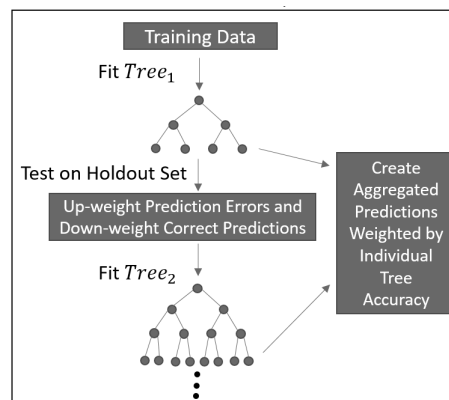 Training Data
Fit Tree₁
Test on Holdout Set
Up-weight Prediction Errors and
Down-weight Correct Predictions
Fit Tree₂
Create
Aggregated
Predictions
Weighted by
Individual
Tree
Accuracy